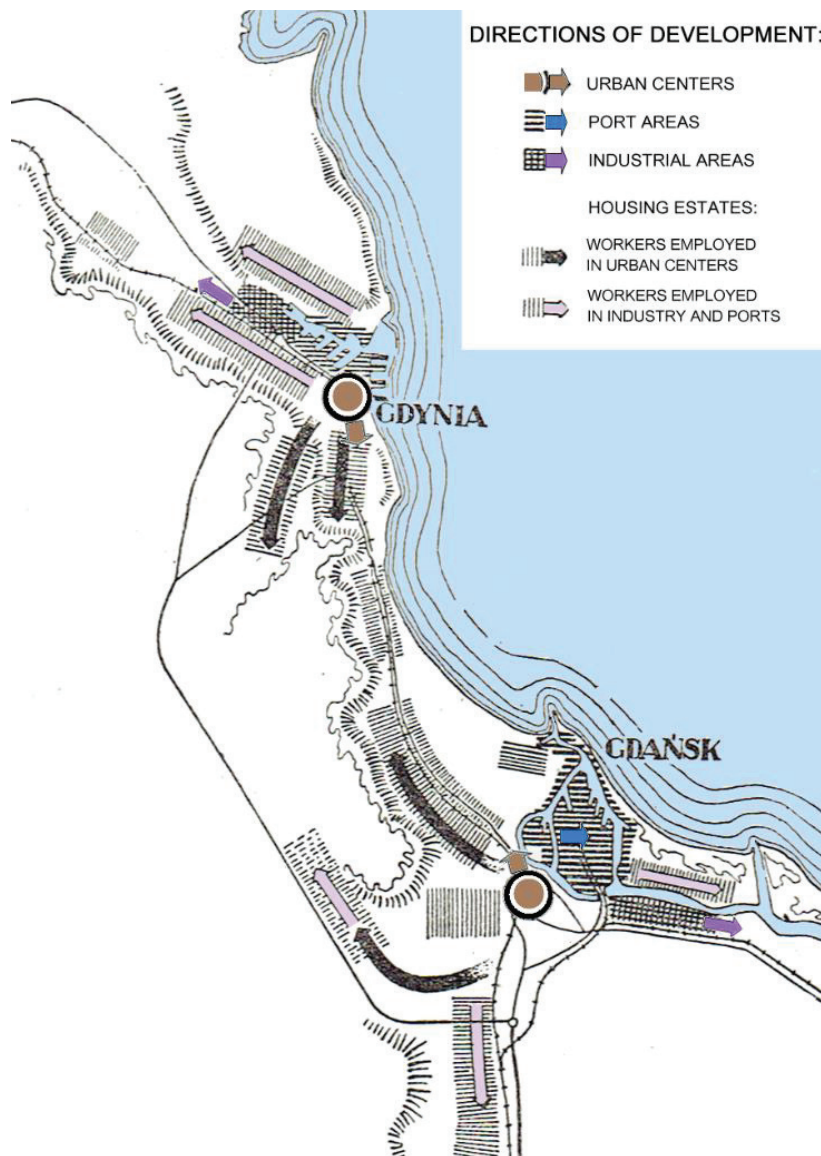 DIRECTIONS OF DEVELOPMENT:
URBAN CENTERS
PORT AREAS
INDUSTRIAL AREAS
HOUSING ESTATES:
WORKERS EMPLOYED
IN URBAN CENTERS
WORKERS EMPLOYED
IN INDUSTRY AND PORTS
GDYNIA
GDAŃSK